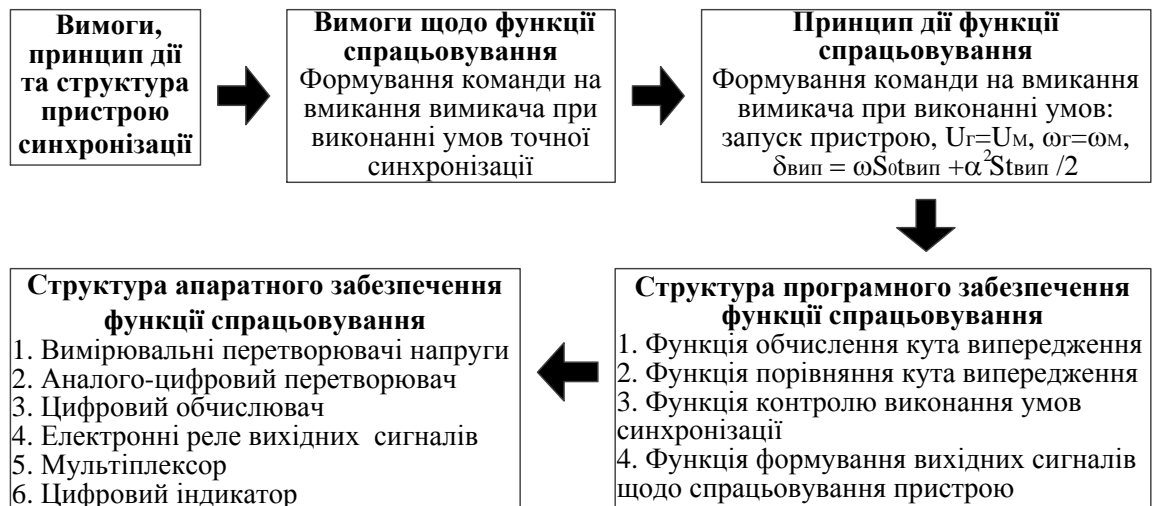 Вимоги,
принцип дії
та структура
пристрою
синхронізації
Вимоги щодо функції
спрацьовування
Формування команди на
вмикання вимикача при
виконанні умов точної
синхронізації
Принцип дії функції
спрацьовування
Формування команди на вмикання
вимикача при виконанні умов:
запуск пристрою, Uг=Uм, ωг=ωм,
δвип = ωS₀tвип +α²Stвип /2
Структура програмного забезпечення
функції спрацьовування
1. Функція обчислення кута випередження
2. Функція порівняння кута випередження
3. Функція контролю виконання умов
синхронізації
4. Функція формування вихідних сигналів
щодо спрацьовування пристрою
Структура апаратного забезпечення
функції спрацьовування
1. Вимірювальні перетворювачі напруги
2. Аналого-цифровий перетворювач
3. Цифровий обчислювач
4. Електронні реле вихідних сигналів
5. Мультіплексор
6. Цифровий індикатор